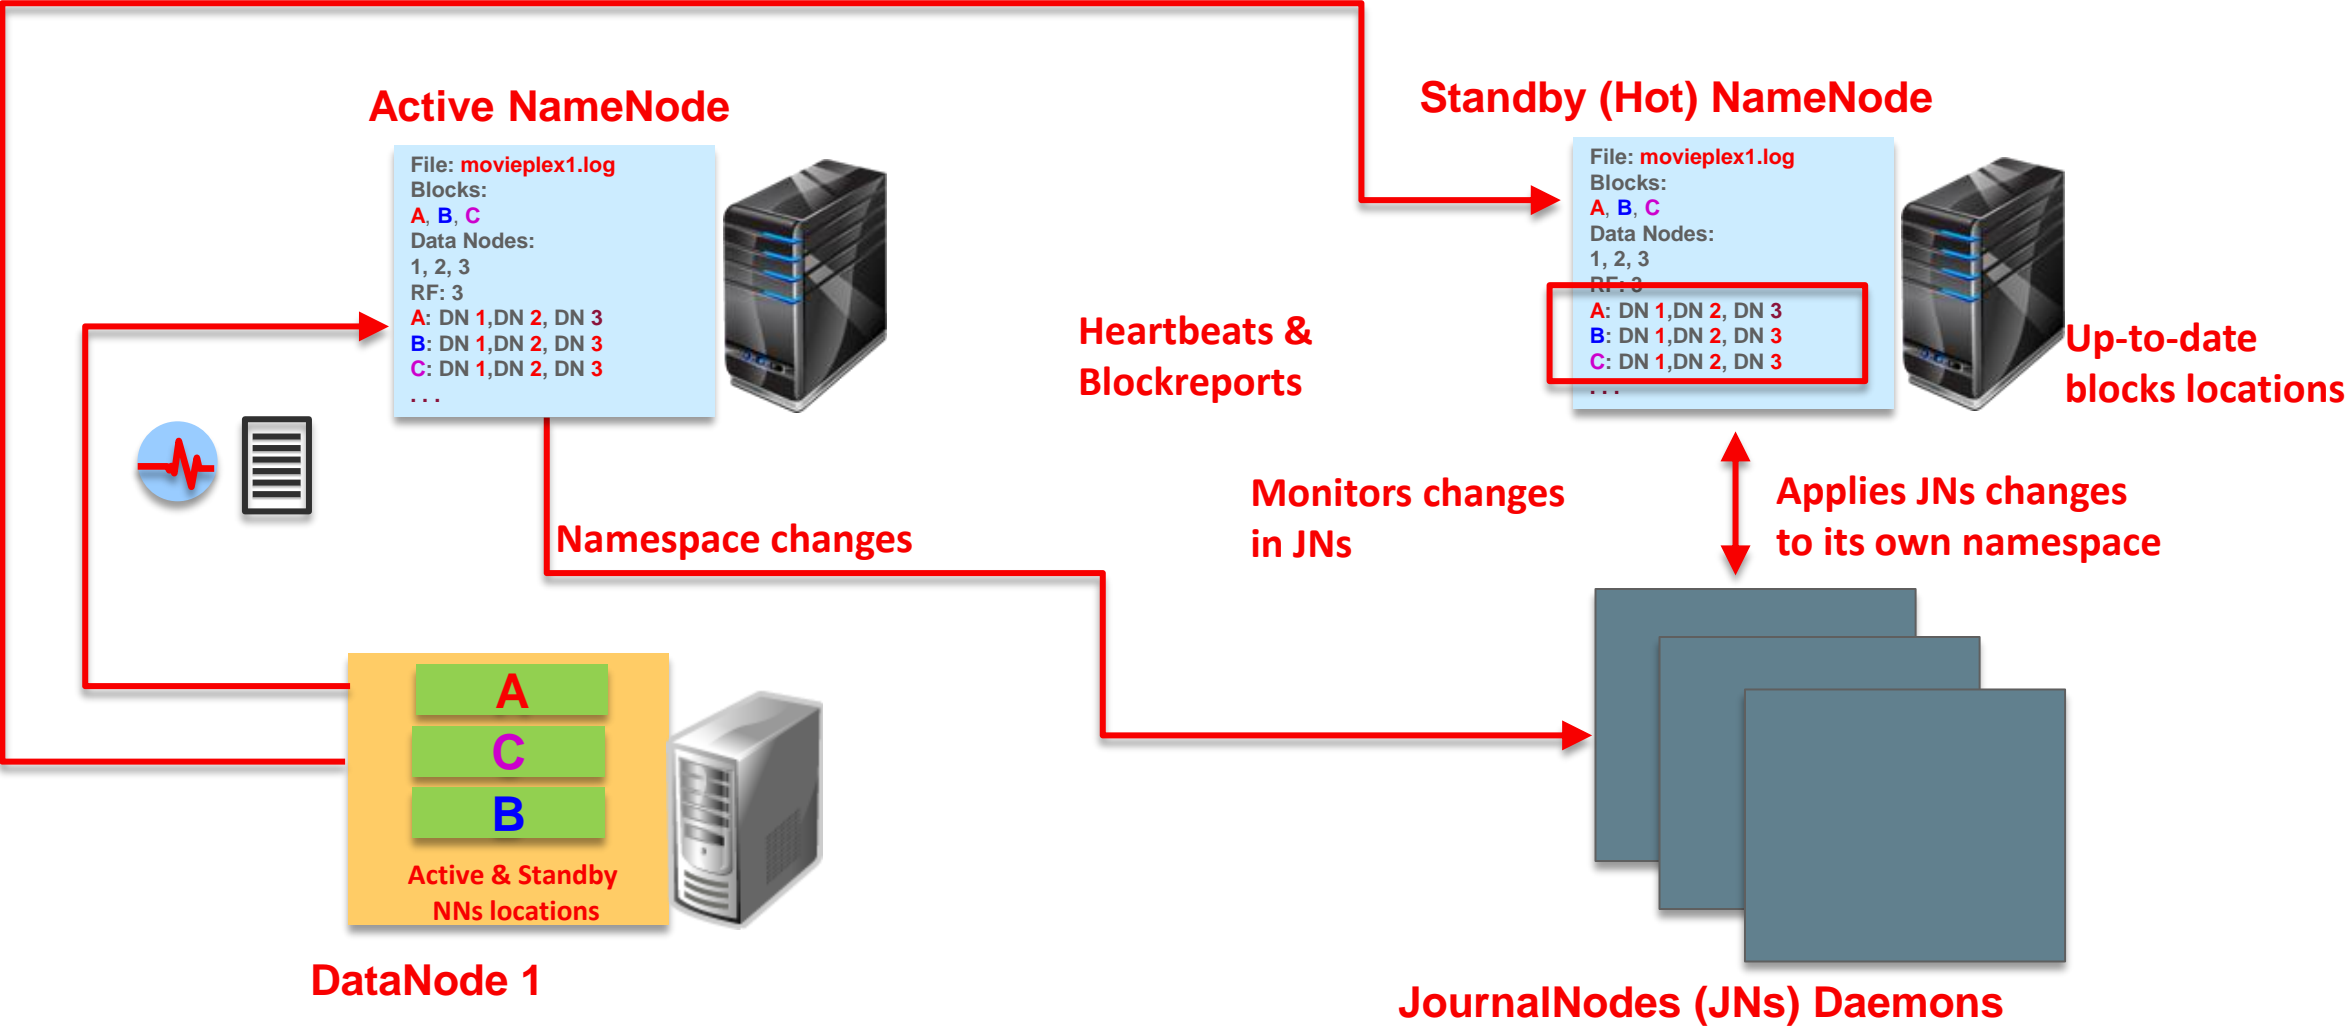 Active NameNode
File: movieplex1.log
Blocks:
A, B, C
Data Nodes:
1, 2, 3
RF: 3
A: DN 1,DN 2, DN 3
B: DN 1,DN 2, DN 3
C: DN 1,DN 2, DN 3
. . .
Standby (Hot) NameNode
File: movieplex1.log
Blocks:
A, B, C
Data Nodes:
1, 2, 3
RF: 3
A: DN 1,DN 2, DN 3
B: DN 1,DN 2, DN 3
C: DN 1,DN 2, DN 3
. . .
Heartbeats &
Blockreports
Up-to-date
blocks locations
Namespace changes
Monitors changes
in JNs
Applies JNs changes
to its own namespace
A
C
B
Active & Standby
NNs locations
DataNode 1
JournalNodes (JNs) Daemons